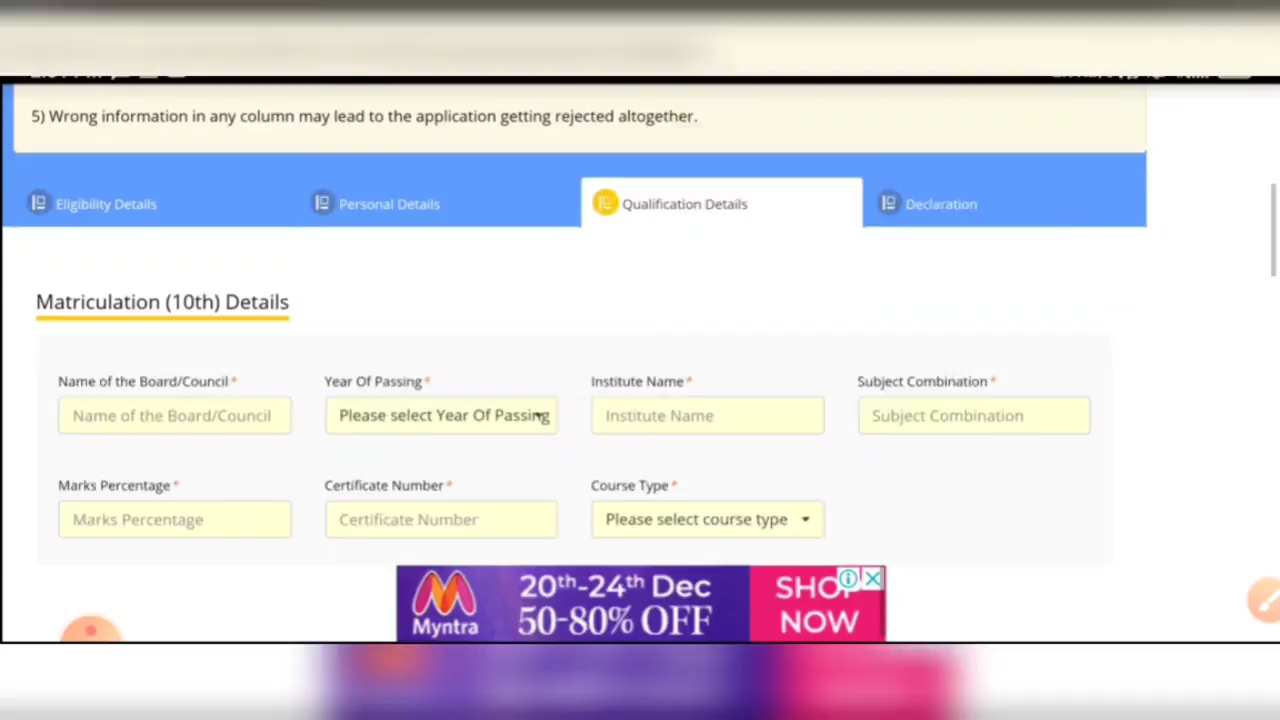 5) Wrong information in any column may lead to the application getting rejected altogether.
Eligibility Details Personal Details Qualification Details Declaration
Matriculation (10th) Details
Name of the Board/Council* Year Of Passing* Institute Name* Subject Combination*
Name of the Board/Council Please select Year Of Passing Institute Name Subject Combination
Marks Percentage* Certificate Number* Course Type*
Marks Percentage Certificate Number Please select course type
20th-24th Dec
50-80% OFF
Myntra
SHOP
NOW